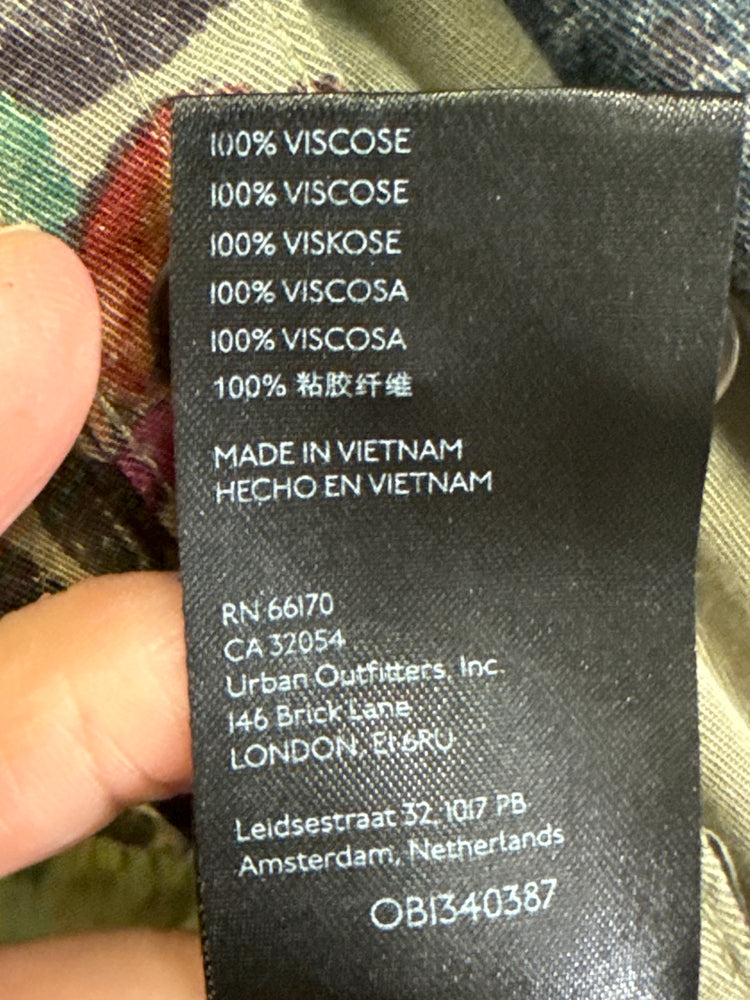 100% VISCOSE
100% VISCOSE
100% VISKOSE
100% VISCOSA
100% VISCOSA
100% 粘胶纤维
MADE IN VIETNAM
HECHO EN VIETNAM
RN 66170
CA 32054
Urban Outfitters, Inc.
146 Brick Lane
LONDON, E1 6RU
Leidsestraat 32, 1017 PB
Amsterdam, Netherlands
OB1340387